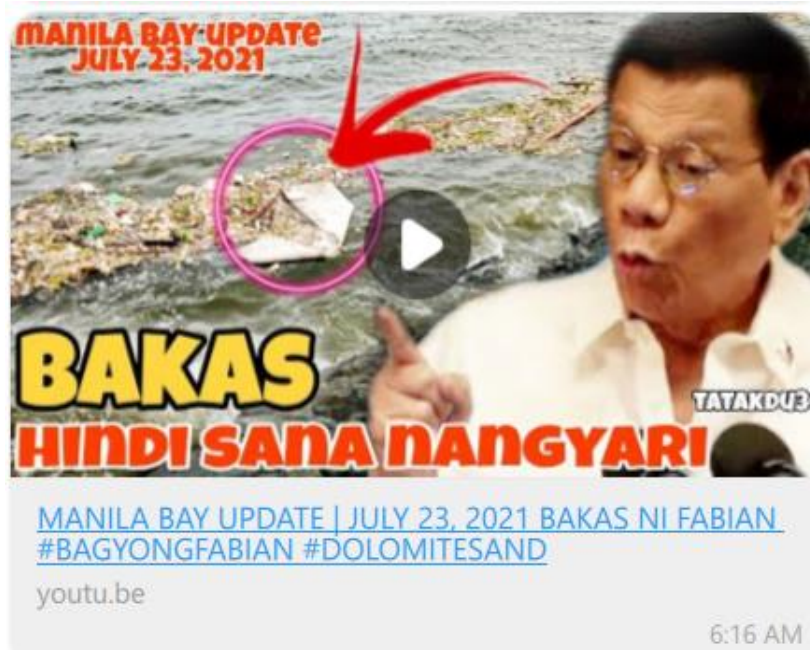 MANILA BAY UPDATE
JULY 23, 2021
BAKAS
TATAKDU3
HINDI SANA NANGYARI
MANILA BAY UPDATE | JULY 23, 2021 BAKAS NI FABIAN
#BAGYONGFABIAN #DOLOMITESAND
youtu.be
6:16 AM